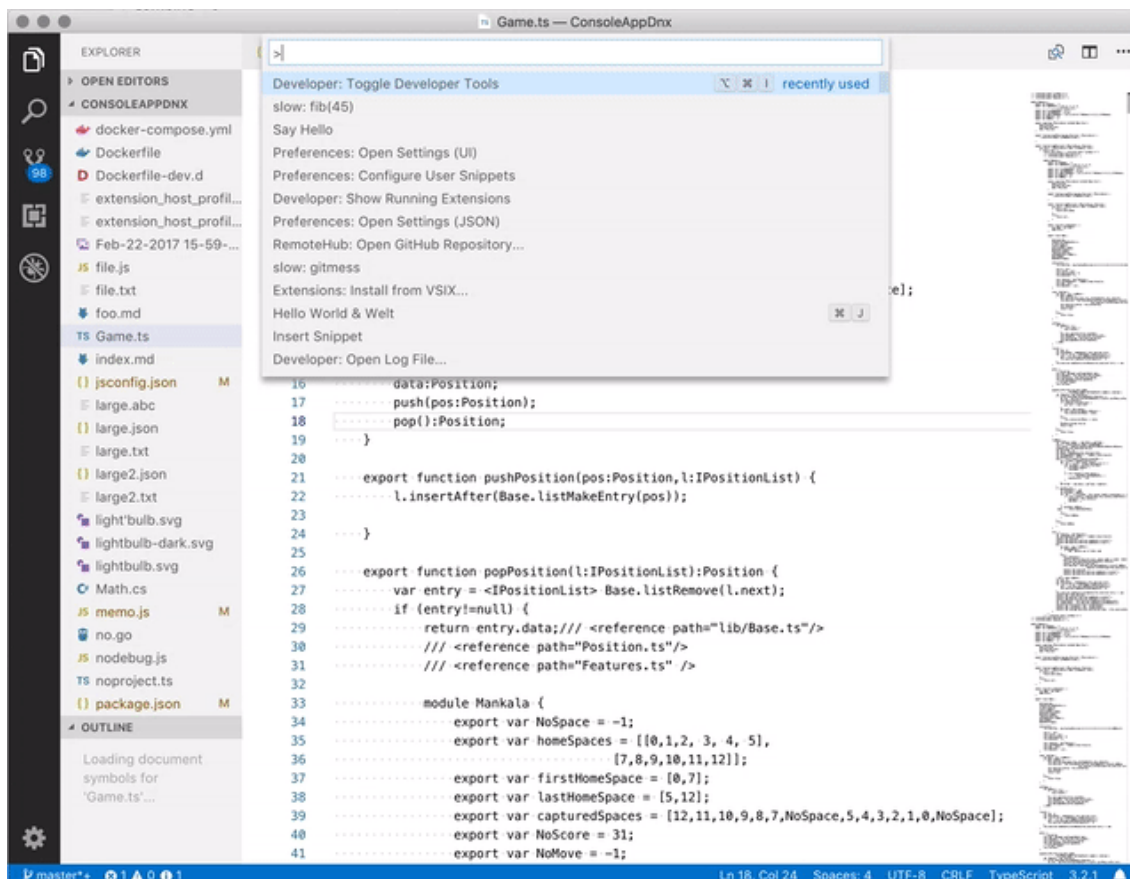 Game.ts — ConsoleAppDnx
EXPLORER
OPEN EDITORS
CONSOLEAPPDNX
docker-compose.yml
Dockerfile
D Dockerfile-dev.d
extension_host_profil...
extension_host_profil...
Feb-22-2017 15-59-...
JS file.js
file.txt
foo.md
TS Game.ts
index.md
{} jsconfig.json M
large.abc
{} large.json
large.txt
{} large2.json
large2.txt
light'bulb.svg
lightbulb-dark.svg
lightbulb.svg
Math.cs
JS memo.js M
no.go
JS nodebug.js
TS noproject.ts
{} package.json M
OUTLINE
Loading document
symbols for
'Game.ts'...
98
>
Developer: Toggle Developer Tools ⌥ ⌘ I recently used
slow: fib(45)
Say Hello
Preferences: Open Settings (UI)
Preferences: Configure User Snippets
Developer: Show Running Extensions
Preferences: Open Settings (JSON)
RemoteHub: Open GitHub Repository...
slow: gitmess
Extensions: Install from VSIX...
Hello World & Welt ⌘ J
Insert Snippet
Developer: Open Log File...
];
16 data:Position;
17 push(pos:Position);
18 pop():Position;
19 }
20
21 export function pushPosition(pos:Position,l:IPositionList) {
22 l.insertAfter(Base.listMakeEntry(pos));
23
24 }
25
26 export function popPosition(l:IPositionList):Position {
27 var entry = <IPositionList> Base.listRemove(l.next);
28 if (entry!=null) {
29 return entry.data;/// <reference path="lib/Base.ts"/>
30 /// <reference path="Position.ts"/>
31 /// <reference path="Features.ts" />
32
33 module Mankala {
34 export var NoSpace = -1;
35 export var homeSpaces = [[0,1,2, 3, 4, 5],
36 [7,8,9,10,11,12]];
37 export var firstHomeSpace = [0,7];
38 export var lastHomeSpace = [5,12];
39 export var capturedSpaces = [12,11,10,9,8,7,NoSpace,5,4,3,2,1,0,NoSpace];
40 export var NoScore = 31;
41 export var NoMove = -1;
master*+ 1 0 1 Ln 18, Col 24 Spaces: 4 UTF-8 CRLF TypeScript 3.2.1